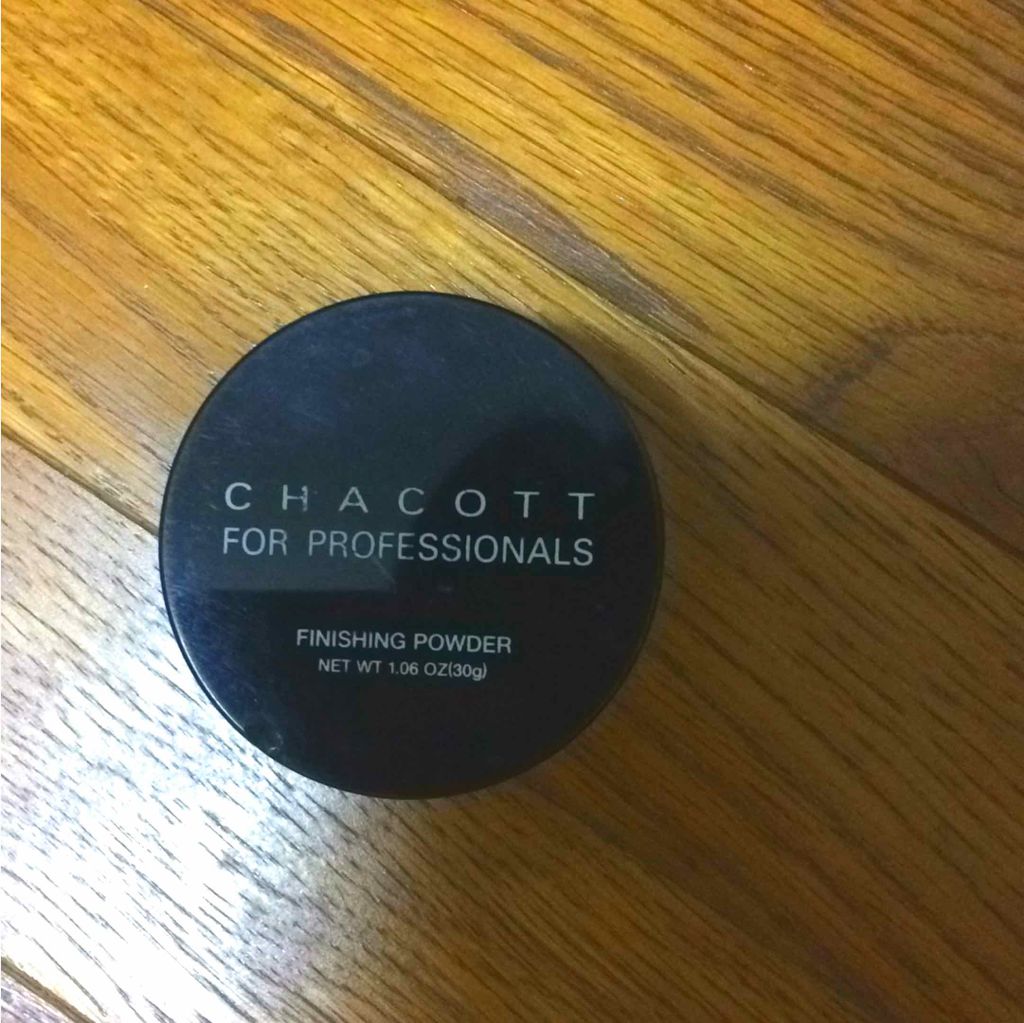 CHACOTT
FOR PROFESSIONALS
FINISHING POWDER
NET WT 1.06 OZ(30g)